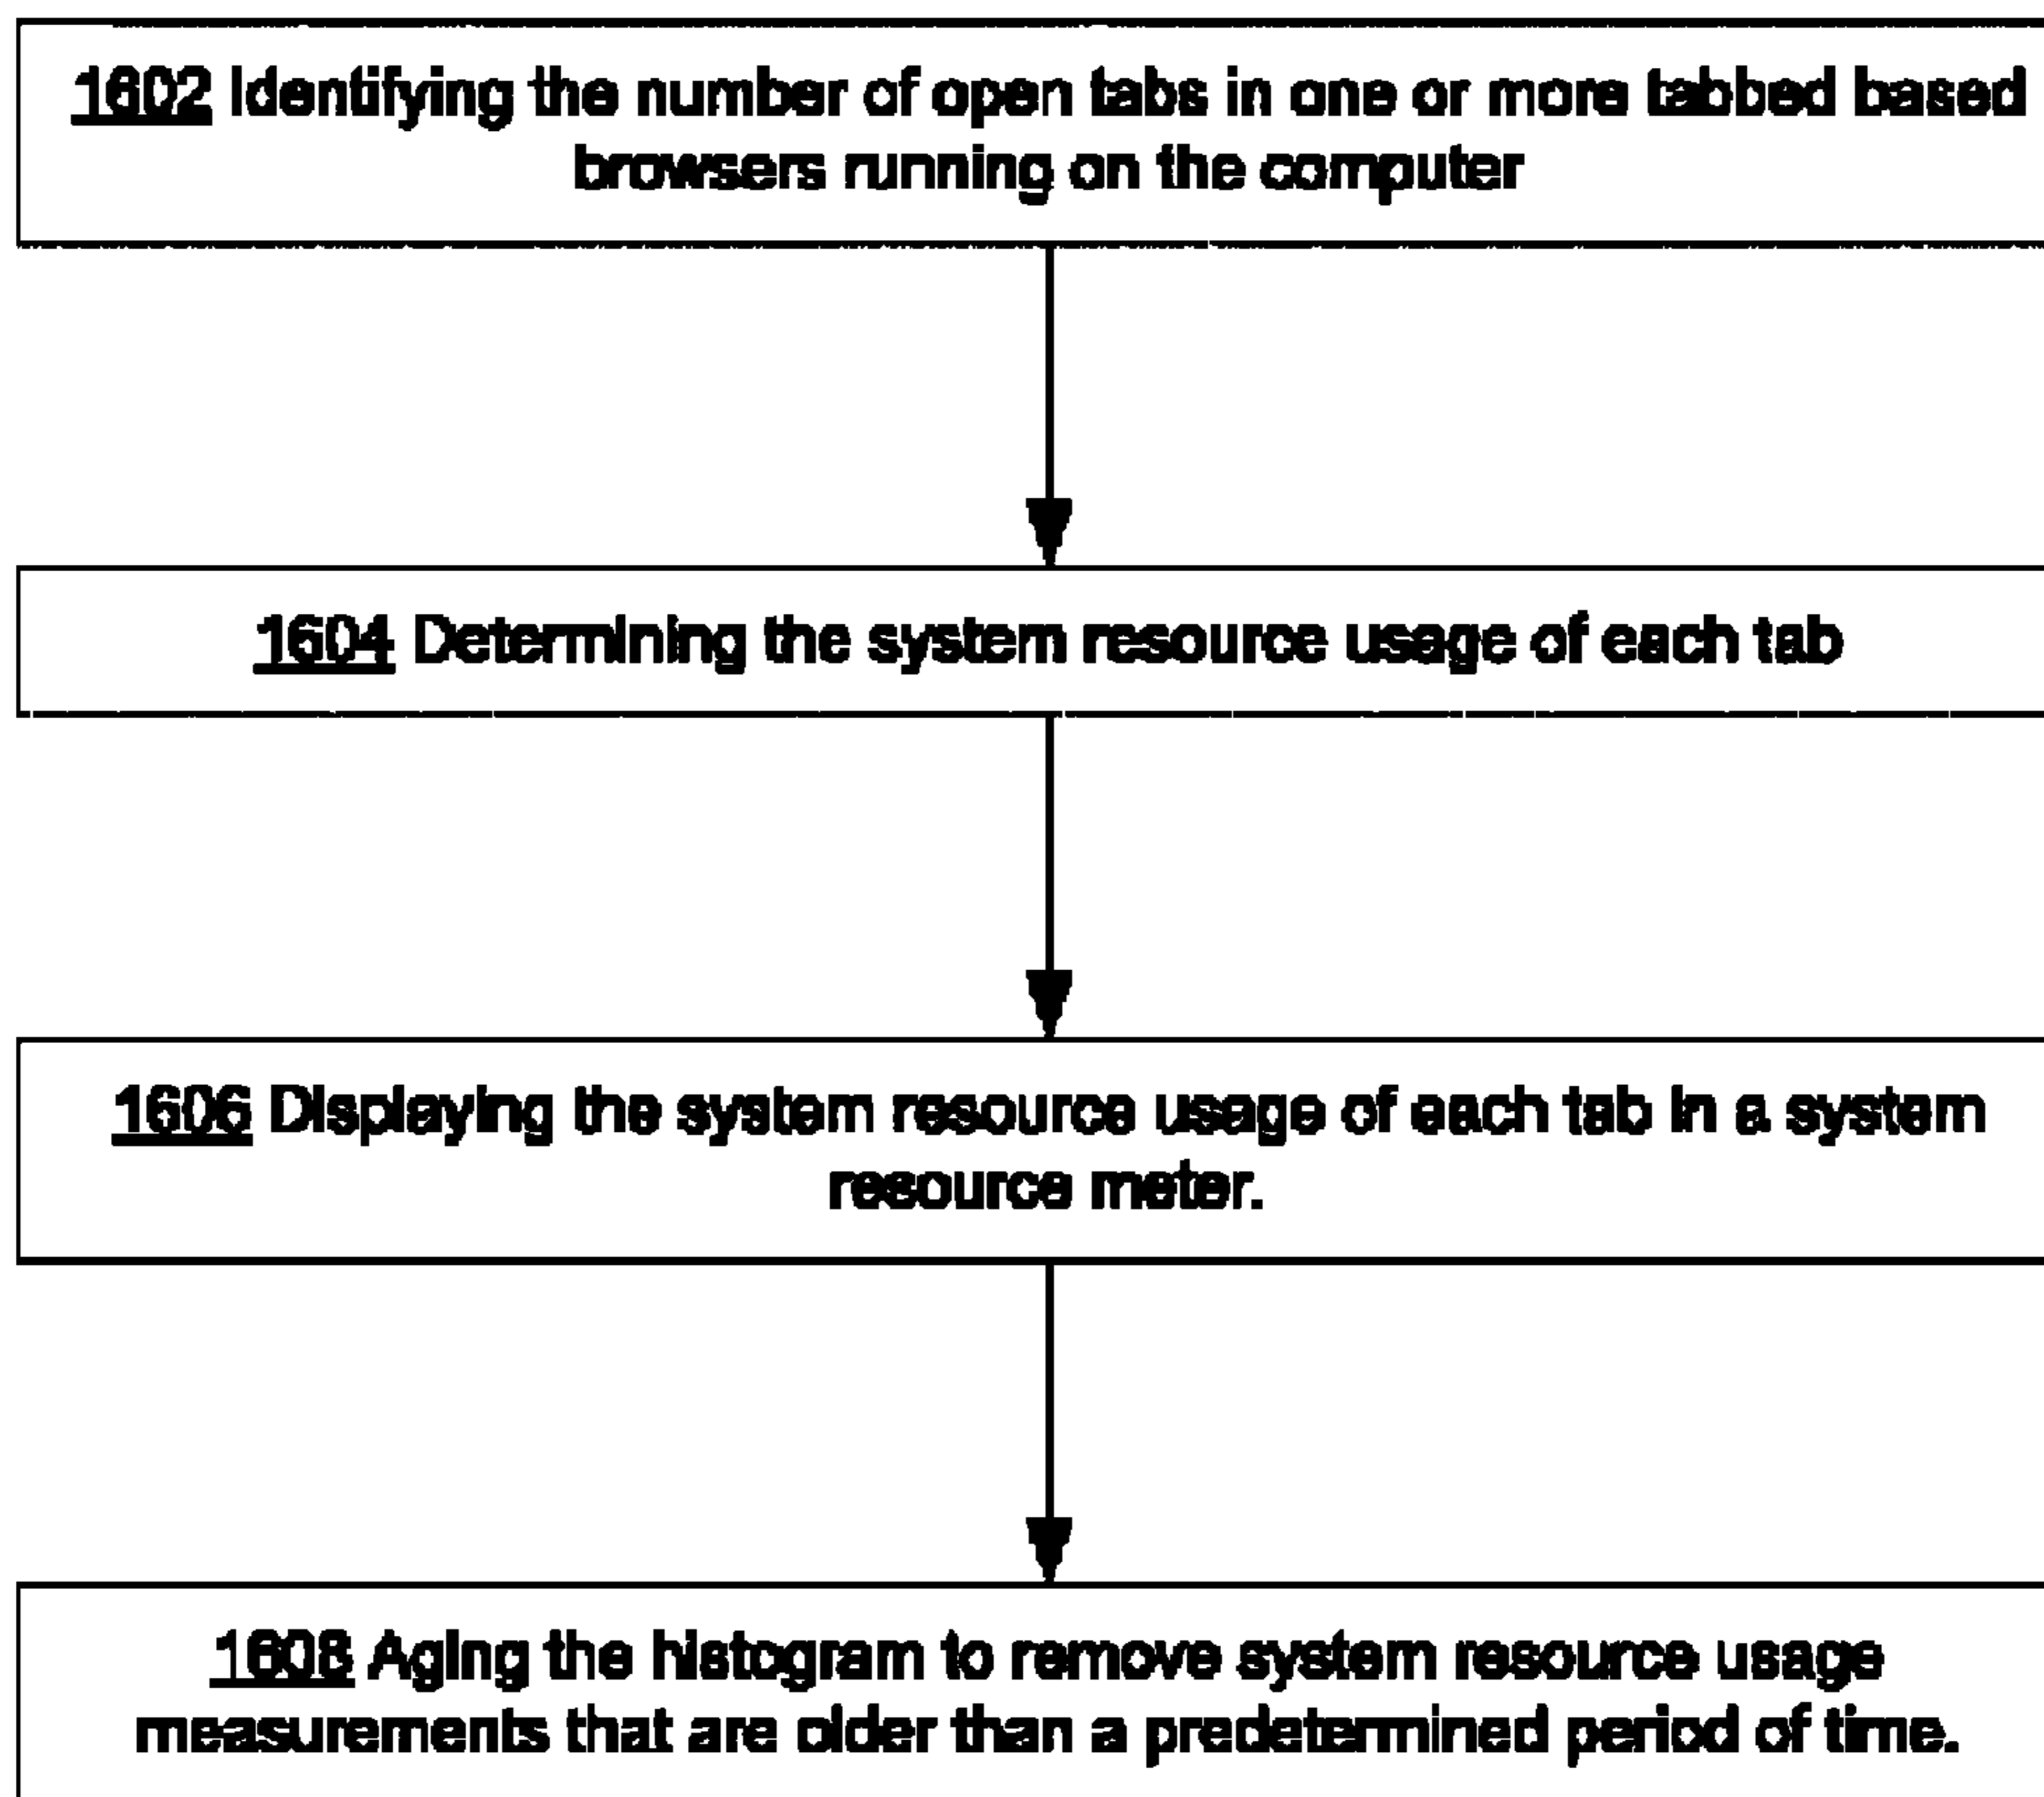 1602 Identifying the number of open tabs in one or more tabbed based
browsers running on the computer
1604 Determining the system resource usage of each tab
1606 Displaying the system resource usage of each tab in a system
resource meter.
1608 Aging the histogram to remove system resource usage
measurements that are older than a predetermined period of time.